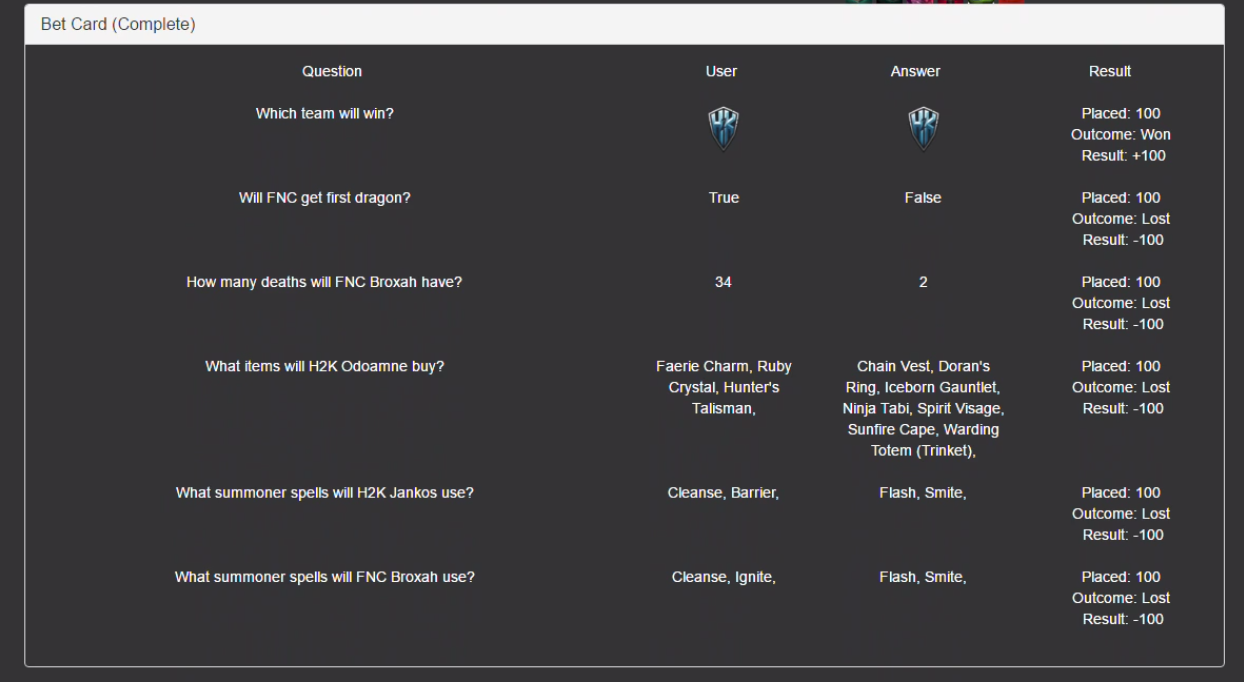 Bet Card (Complete)
Question User Answer Result
Which team will win? Placed: 100
Outcome: Won
Result: +100
Will FNC get first dragon? True False Placed: 100
Outcome: Lost
Result: -100
How many deaths will FNC Broxah have? 34 2 Placed: 100
Outcome: Lost
Result: -100
What items will H2K Odoamne buy? Faerie Charm, Ruby Chain Vest, Doran's Placed: 100
Crystal, Hunter's Ring, Iceborn Gauntlet, Outcome: Lost
Talisman, Ninja Tabi, Spirit Visage, Result: -100
Sunfire Cape, Warding
Totem (Trinket),
What summoner spells will H2K Jankos use? Cleanse, Barrier, Flash, Smite, Placed: 100
Outcome: Lost
Result: -100
What summoner spells will FNC Broxah use? Cleanse, Ignite, Flash, Smite, Placed: 100
Outcome: Lost
Result: -100